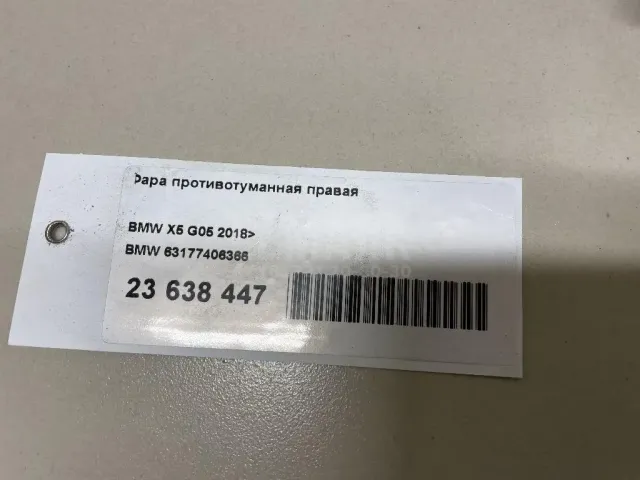 Фара противотуманная правая
BMW X5 G05 2018>
BMW 63177406366
23 638 447